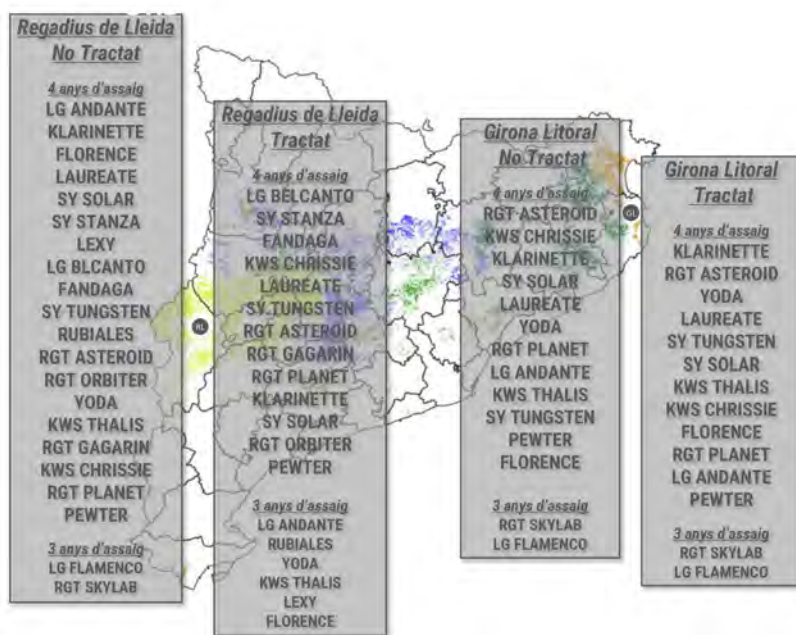 Regadius de Lleida
No Tractat
4 anys d'assaig
LG ANDANTE
KLARINETTE
FLORENCE
LAUREATE
SY SOLAR
SY STANZA
LEXY
LG BLCANTO
FANDAGA
SY TUNGSTEN
RUBIALES
RGT ASTEROID
RGT ORBITER
YODA
KWS THALIS
RGT GAGARIN
KWS CHRISSIE
RGT PLANET
PEWTER
3 anys d'assaig
LG FLAMENCO
RGT SKYLAB
Regadius de Lleida
Tractat
4 anys d'assaig
LG BELCANTO
SY STANZA
FANDAGA
KWS CHRISSIE
LAUREATE
SY TUNGSTEN
RGT ASTEROID
RGT GAGARIN
RGT PLANET
KLARINETTE
SY SOLAR
RGT ORBITER
PEWTER
3 anys d'assaig
LG ANDANTE
RUBIALES
YODA
KWS THALIS
LEXY
FLORENCE
Girona Litoral
No Tractat
4 anys d'assaig
RGT ASTEROID
KWS CHRISSIE
KLARINETTE
SY SOLAR
LAUREATE
YODA
RGT PLANET
LG ANDANTE
KWS THALIS
SY TUNGSTEN
PEWTER
FLORENCE
3 anys d'assaig
RGT SKYLAB
LG FLAMENCO
Girona Litoral
Tractat
4 anys d'assaig
KLARINETTE
RGT ASTEROID
YODA
LAUREATE
SY TUNGSTEN
SY SOLAR
KWS THALIS
KWS CHRISSIE
FLORENCE
RGT PLANET
LG ANDANTE
PEWTER
3 anys d'assaig
RGT SKYLAB
LG FLAMENCO
RL
GL